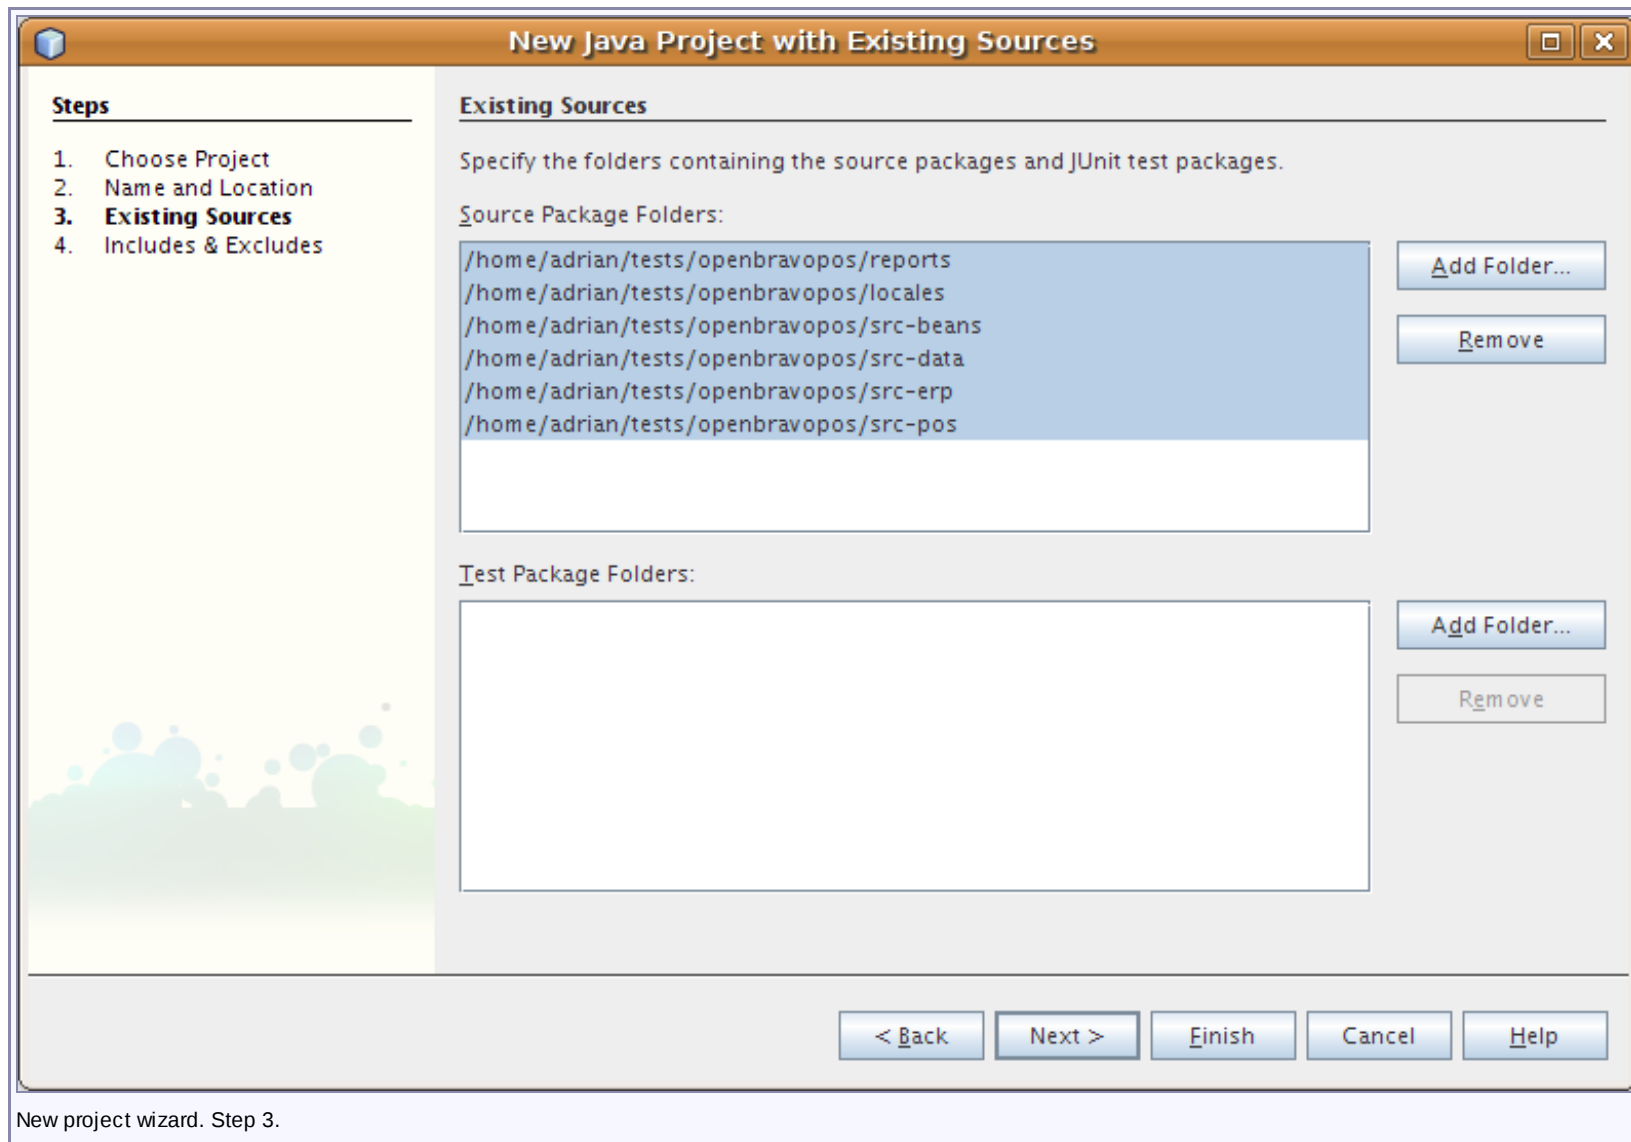 New Java Project with Existing Sources
Steps
1. Choose Project
2. Name and Location
3. Existing Sources
4. Includes & Excludes
Existing Sources
Specify the folders containing the source packages and JUnit test packages.
Source Package Folders:
/home/adrian/tests/openbravopos/reports
/home/adrian/tests/openbravopos/locales
/home/adrian/tests/openbravopos/src-beans
/home/adrian/tests/openbravopos/src-data
/home/adrian/tests/openbravopos/src-erp
/home/adrian/tests/openbravopos/src-pos
Add Folder...
Remove
Test Package Folders:
Add Folder...
Remove
< Back
Next >
Finish
Cancel
Help
New project wizard. Step 3.